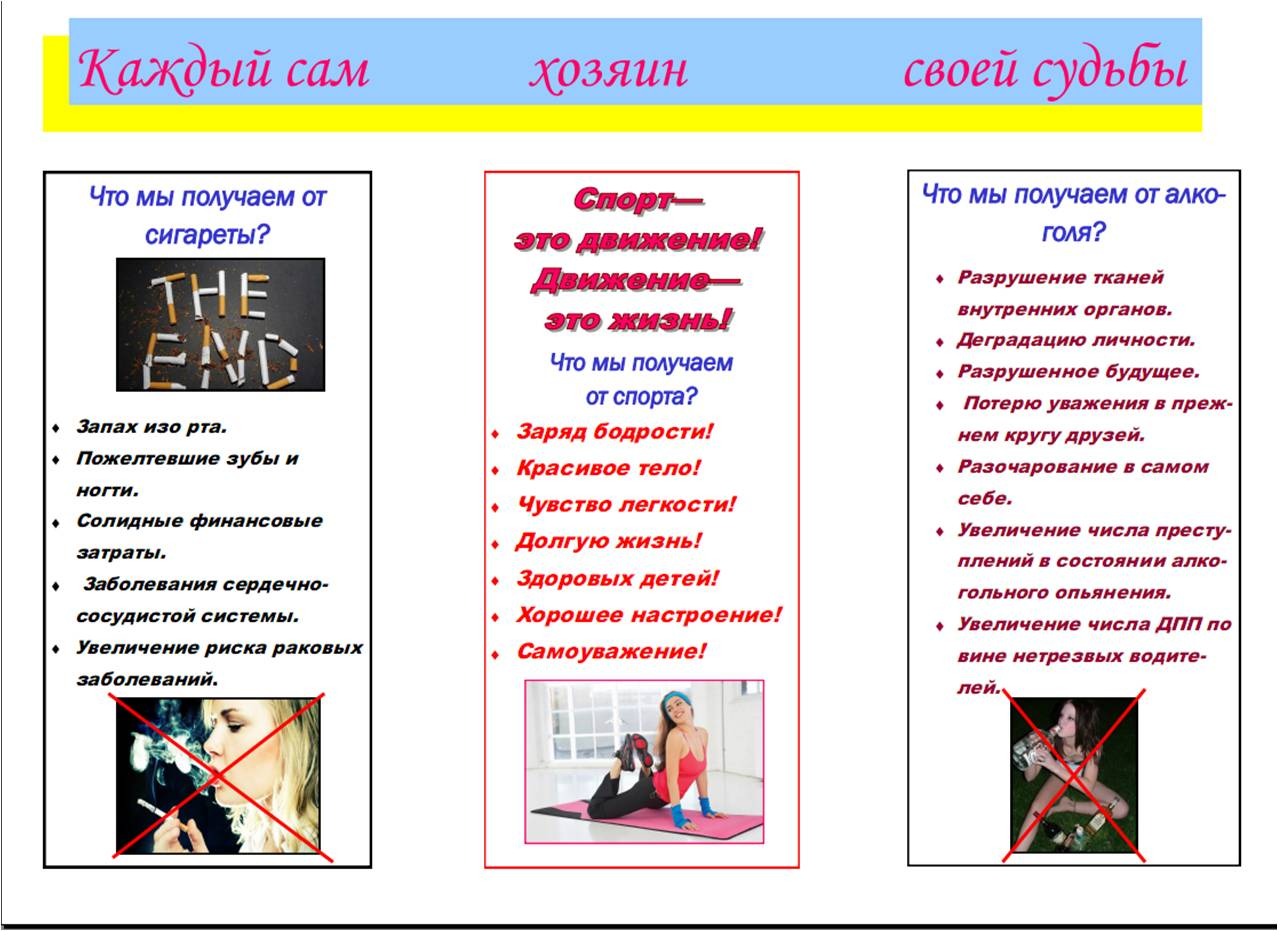 Каждый сам хозяин своей судьбы
Что мы получаем от
сигареты?
THE
END
Запах изо рта.
Пожелтевшие зубы и
ногти.
Солидные финансовые
затраты.
Заболевания сердечно-
сосудистой системы.
Увеличение риска раковых
заболеваний.
Спорт—
это движение!
Движение—
это жизнь!
Что мы получаем
от спорта?
Заряд бодрости!
Красивое тело!
Чувство легкости!
Долгую жизнь!
Здоровых детей!
Хорошее настроение!
Самоуважение!
Что мы получаем от алко-
голя?
Разрушение тканей
внутренних органов.
Деградацию личности.
Разрушенное будущее.
Потерю уважения в преж-
нем кругу друзей.
Разочарование в самом
себе.
Увеличение числа престу-
плений в состоянии алко-
гольного опьянения.
Увеличение числа ДПП по
вине нетрезвых водите-
лей.